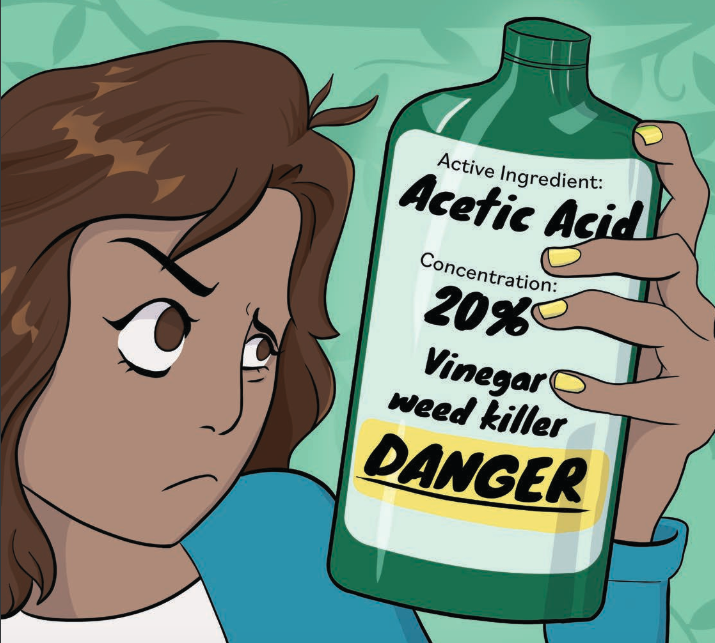 Active Ingredient:
Acetic Acid
Concentration:
20%
Vinegar
weed killer
DANGER